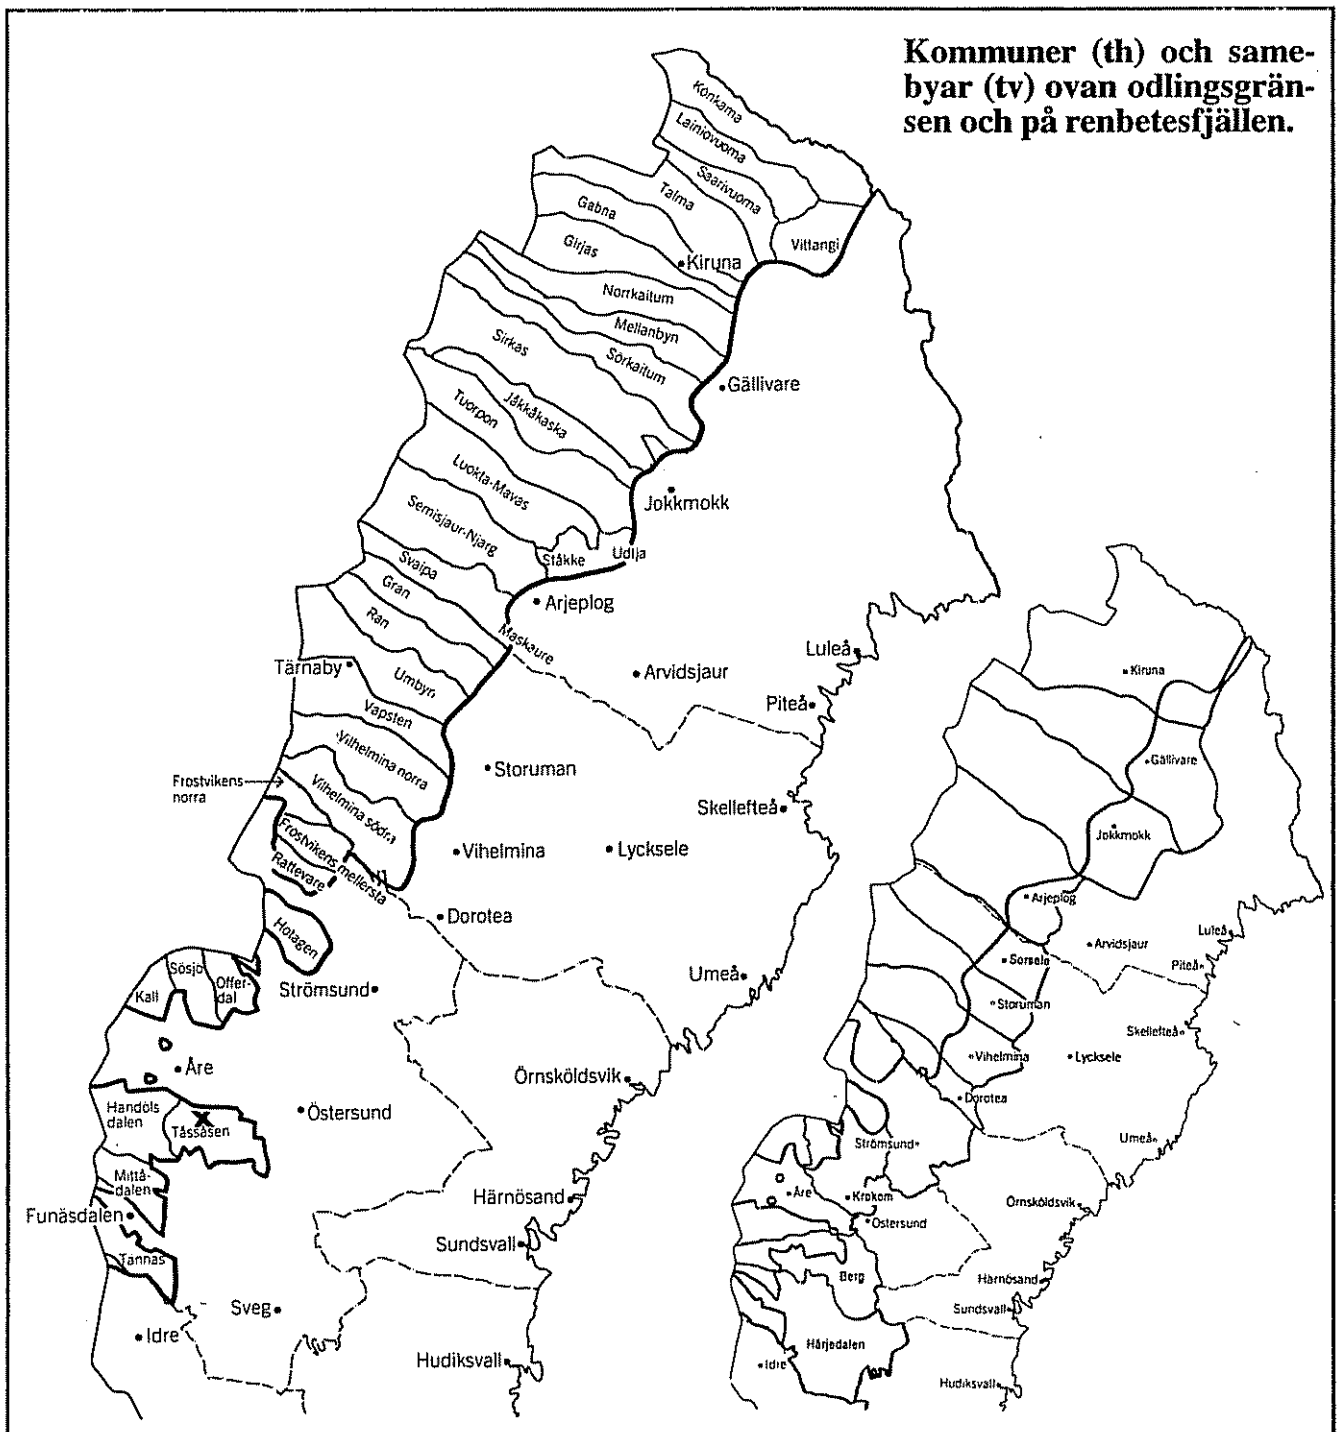 Kommuner (th) och same-
byar (tv) ovan odlingsgrän-
sen och på renbetesfjällen.
Könkama
Lainiovuoma
Saarivuoma
Talma
Gabna
Girjas
Vittangi
Kiruna
Norrkaitum
Mellanbyn
Sörkaitum
Sirkas
Jåkkåkaska
Tuorpon
Gällivare
Luokta-Mavas
Jokkmokk
Semisjaur-Njarg
Ståkke
Udtja
Svaipa
Gran
Arjeplog
Ran
Maskaure
Tärnaby
Umbyn
Arvidsjaur
Luleå
Piteå
Vapsten
Vilhelmina norra
Storuman
Frostvikens
norra
Vilhelmina södra
Skellefteå
Frostvikens mellersta
Vihelmina
Lycksele
Raftevare
Dorotea
Hotagen
Sösjö
Offer-
dal
Kall
Strömsund
Umeå
Åre
Örnsköldsvik
Handöls
dalen
Tåssåsen
Östersund
Mittå-
dalen
Funäsdalen
Härnösand
Sundsvall
Tännäs
Sveg
Idre
Hudiksvall
Kiruna
Gällivare
Jokkmokk
Arjeplog
Arvidsjaur
Luleå
Sorsele
Piteå
Storuman
Skellefteå
Vihelmina
Lycksele
Dorotea
Strömsund
Umeå
Åre
Krokom
Örnsköldsvik
Östersund
Berg
Härnösand
Sundsvall
Härjedalen
Idre
Hudiksvall